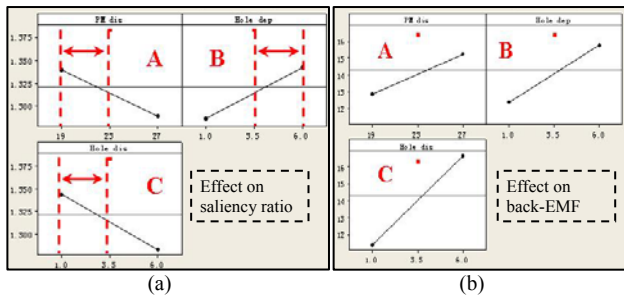 PM dia
Hole dep
1.375
1.350
1.325
1.300
A
B
19
23
27
1.0
3.5
6.0
Hole dia
1.375
1.350
1.325
1.300
C
1.0
3.5
6.0
Effect on
saliency ratio
(a)
PM dia
Hole dep
16
15
14
13
12
A
B
19
23
27
1.0
3.5
6.0
Hole dia
16
15
14
13
12
C
1.0
3.5
6.0
Effect on
back-EMF
(b)